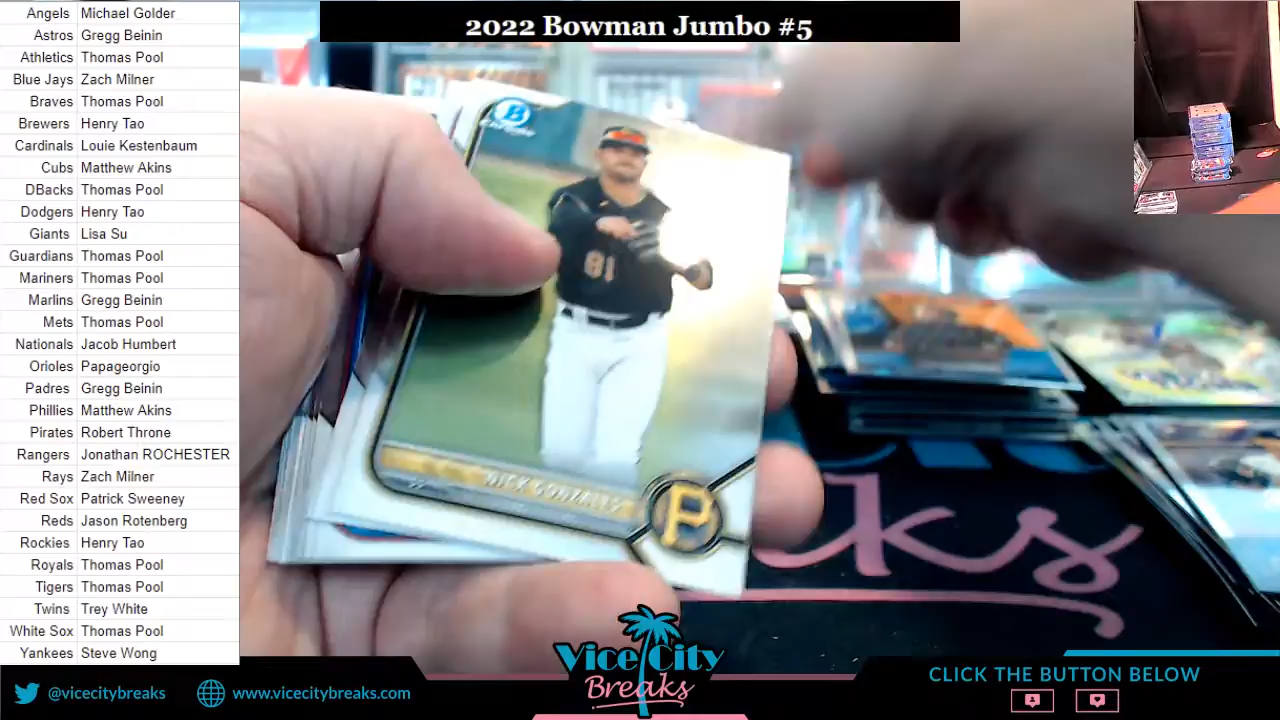 2022 Bowman Jumbo #5
Angels Michael Golder
Astros Gregg Beinin
Athletics Thomas Pool
Blue Jays Zach Milner
Braves Thomas Pool
Brewers Henry Tao
Cardinals Louie Kestenbaum
Cubs Matthew Akins
DBacks Thomas Pool
Dodgers Henry Tao
Giants Lisa Su
Guardians Thomas Pool
Mariners Thomas Pool
Marlins Gregg Beinin
Mets Thomas Pool
Nationals Jacob Humbert
Orioles Papageorgio
Padres Gregg Beinin
Phillies Matthew Akins
Pirates Robert Throne
Rangers Jonathan ROCHESTER
Rays Zach Milner
Red Sox Patrick Sweeney
Reds Jason Rotenberg
Rockies Henry Tao
Royals Thomas Pool
Tigers Thomas Pool
Twins Trey White
White Sox Thomas Pool
Yankees Steve Wong
B
81
NICK GONZALES
P
@vicecitybreaks
www.vicecitybreaks.com
Vice City
Breaks
CLICK THE BUTTON BELOW